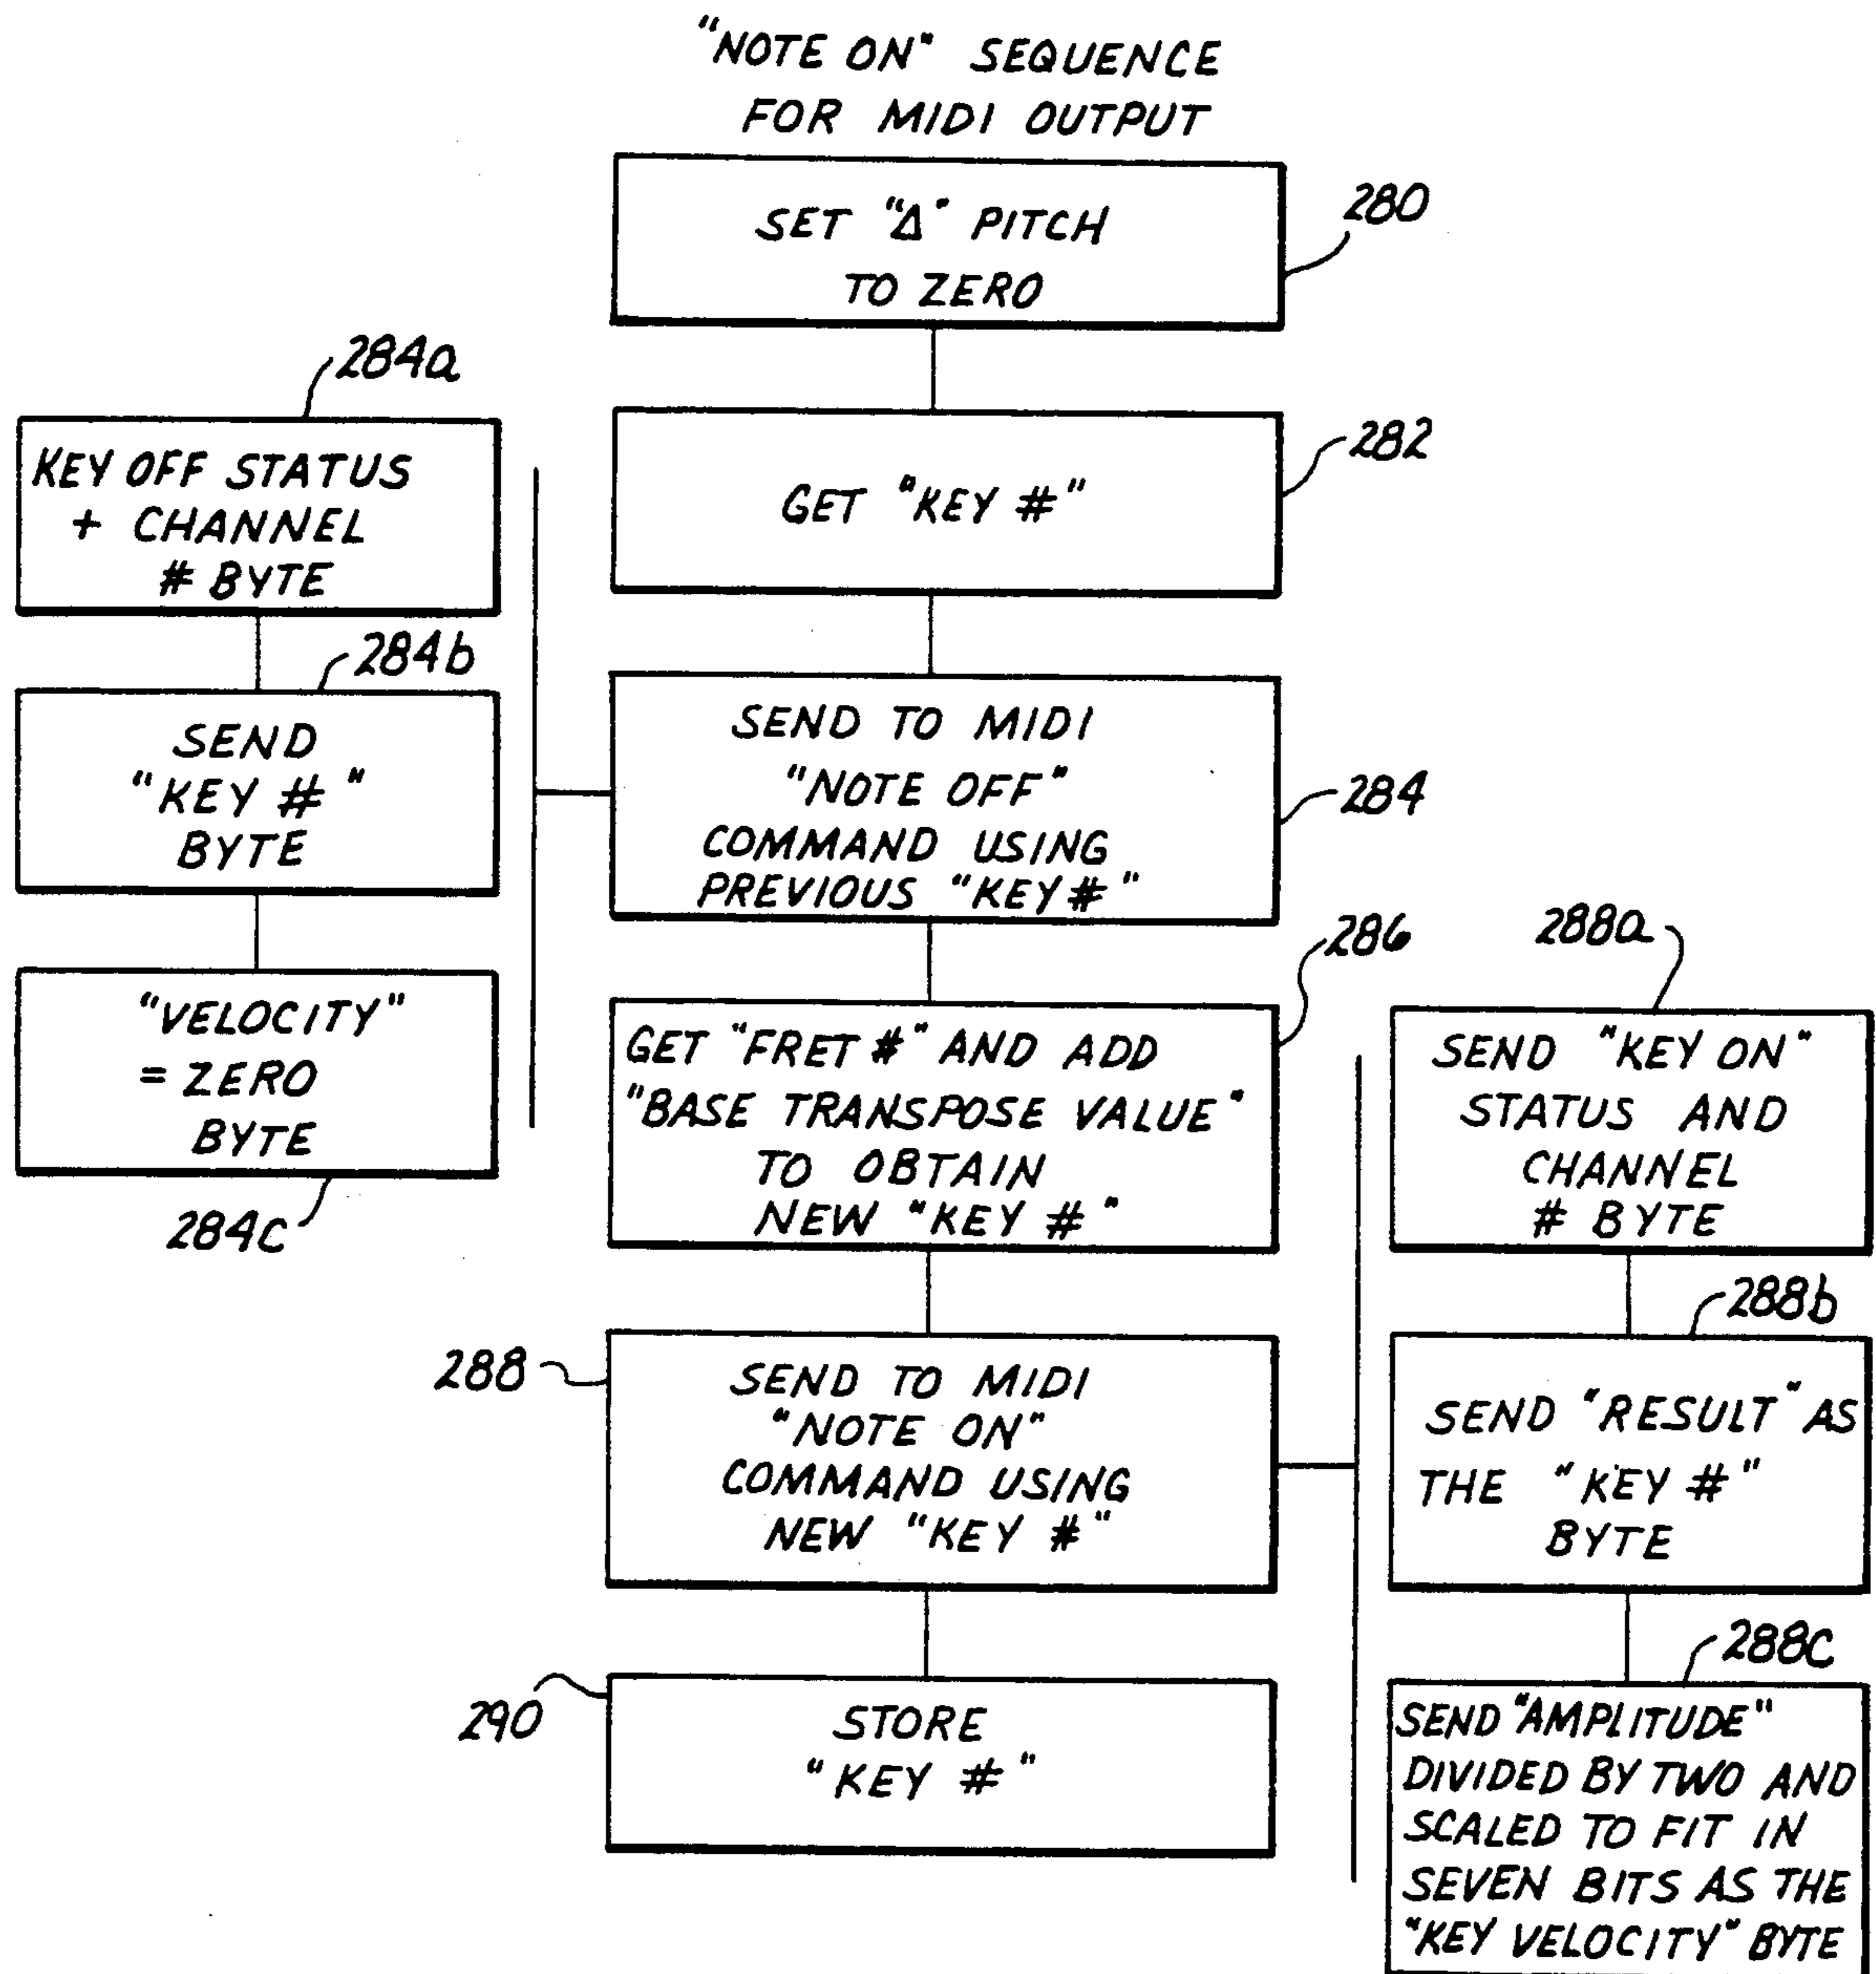 "NOTE ON" SEQUENCE
FOR MIDI OUTPUT
SET "Δ" PITCH
TO ZERO
280
GET "KEY #"
282
284a
KEY OFF STATUS
+ CHANNEL
# BYTE
284b
SEND
"KEY #"
BYTE
"VELOCITY"
= ZERO
BYTE
284c
SEND TO MIDI
"NOTE OFF"
COMMAND USING
PREVIOUS "KEY #"
284
286
GET "FRET #" AND ADD
"BASE TRANSPOSE VALUE"
TO OBTAIN
NEW "KEY #"
288
SEND TO MIDI
"NOTE ON"
COMMAND USING
NEW "KEY #"
288a
SEND "KEY ON"
STATUS AND
CHANNEL
# BYTE
288b
SEND "RESULT" AS
THE "KEY #"
BYTE
288c
SEND "AMPLITUDE"
DIVIDED BY TWO AND
SCALED TO FIT IN
SEVEN BITS AS THE
"KEY VELOCITY" BYTE
290
STORE
"KEY #"